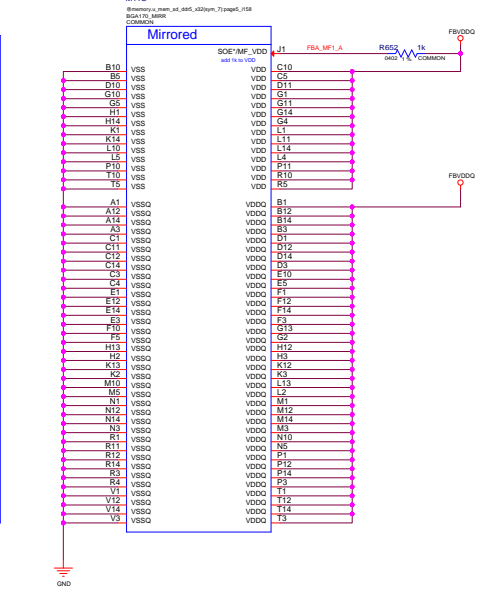 @memory.u_mem_sd_ddr5_x32(sym_7):page5_i158
BGA170_MIRR
COMMON
Mirrored
FBVDDQ
SOE*/MF_VDD J1 FBA_MF1_A R652 1k
add 1k to VDD 0402 1 % COMMON
B10 VSS VDD C10
B5 VSS VDD C5
D10 VSS VDD D11
G10 VSS VDD G1
G5 VSS VDD G11
H1 VSS VDD G14
H14 VSS VDD G4
K1 VSS VDD L1
K14 VSS VDD L11
L10 VSS VDD L14
L5 VSS VDD L4
P10 VSS VDD P11
T10 VSS VDD R10
T5 VSS VDD R5
FBVDDQ
A1 VSSQ VDDQ B1
A12 VSSQ VDDQ B12
A14 VSSQ VDDQ B14
A3 VSSQ VDDQ B3
C1 VSSQ VDDQ D1
C11 VSSQ VDDQ D12
C12 VSSQ VDDQ D14
C14 VSSQ VDDQ D3
C3 VSSQ VDDQ E10
C4 VSSQ VDDQ E5
E1 VSSQ VDDQ F1
E12 VSSQ VDDQ F12
E14 VSSQ VDDQ F14
E3 VSSQ VDDQ F3
F10 VSSQ VDDQ G13
F5 VSSQ VDDQ G2
H13 VSSQ VDDQ H12
H2 VSSQ VDDQ H3
K13 VSSQ VDDQ K12
K2 VSSQ VDDQ K3
M10 VSSQ VDDQ L13
M5 VSSQ VDDQ L2
N1 VSSQ VDDQ M1
N12 VSSQ VDDQ M12
N14 VSSQ VDDQ M14
N3 VSSQ VDDQ M3
R1 VSSQ VDDQ N10
R11 VSSQ VDDQ N5
R12 VSSQ VDDQ P1
R14 VSSQ VDDQ P12
R3 VSSQ VDDQ P14
R4 VSSQ VDDQ P3
V1 VSSQ VDDQ T1
V12 VSSQ VDDQ T12
V14 VSSQ VDDQ T14
V3 VSSQ VDDQ T3
GND